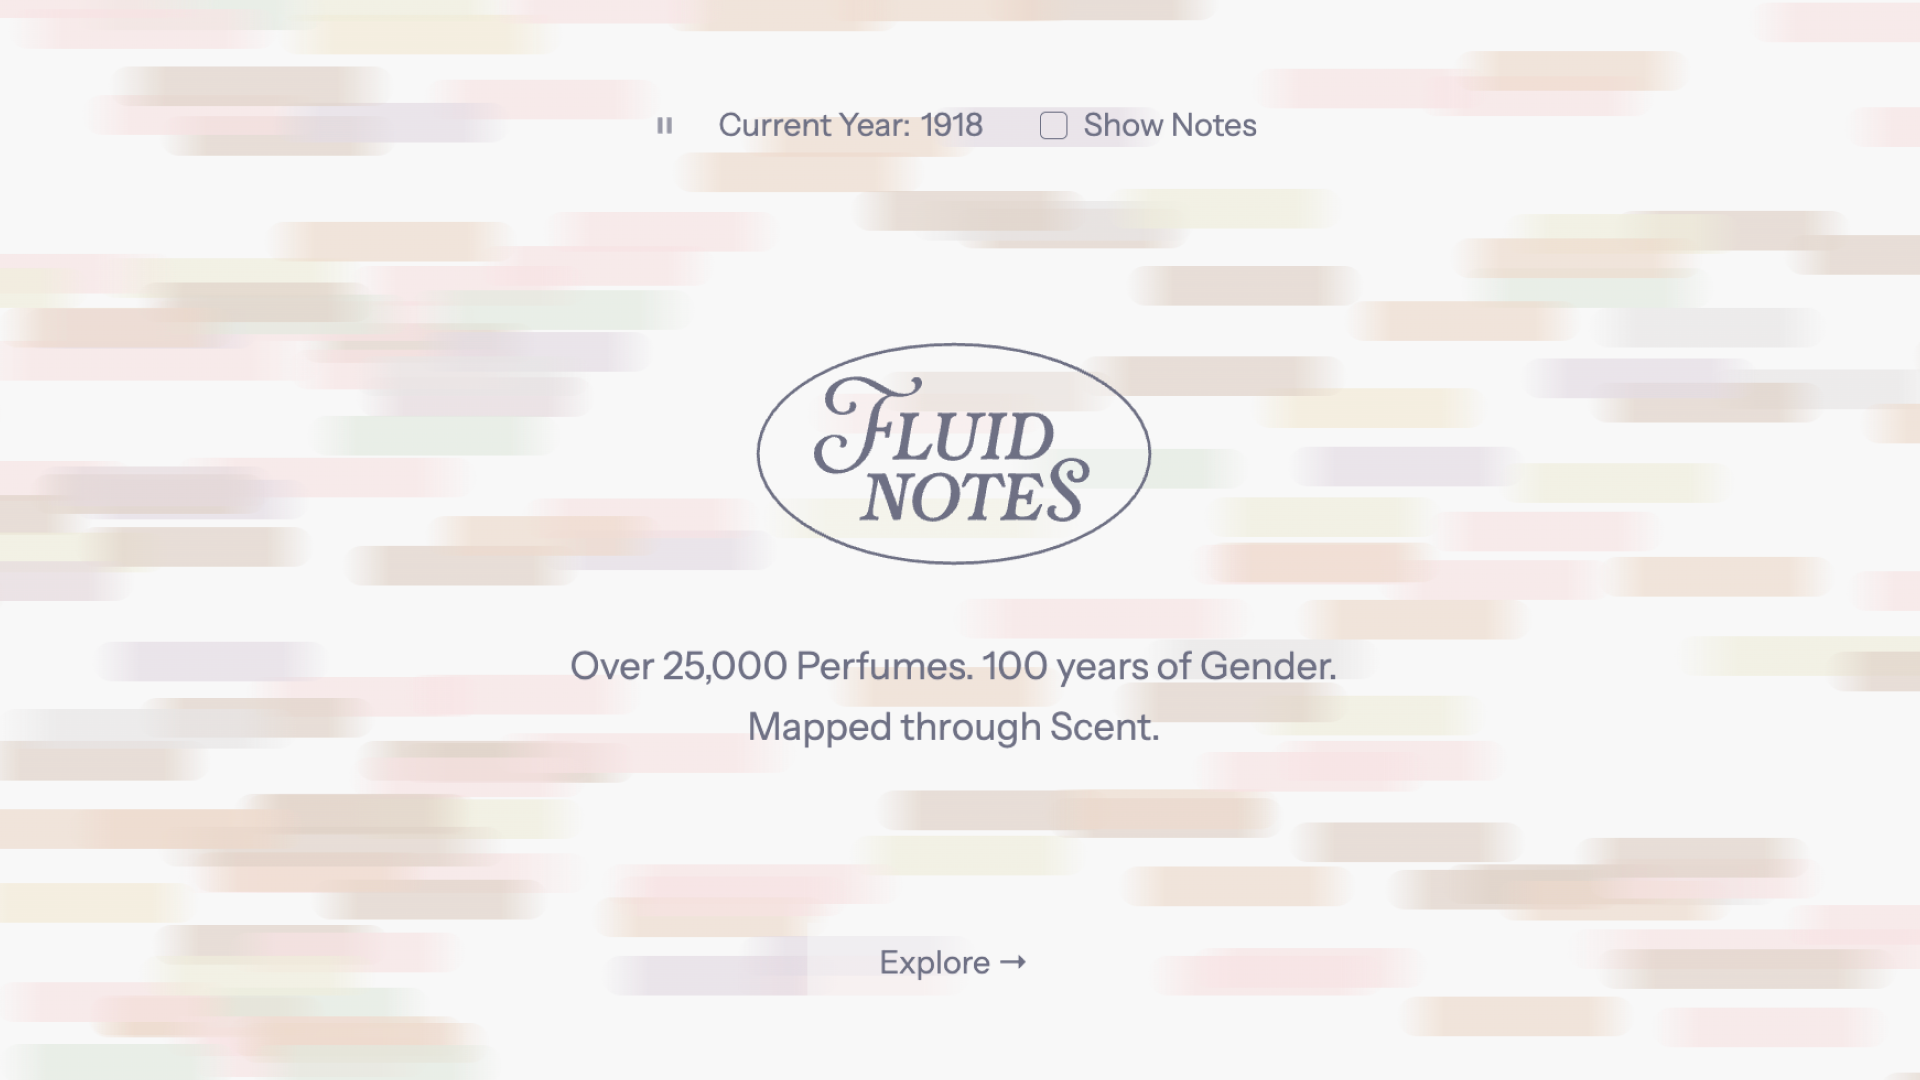 Current Year: 1918
Show Notes
FLUID
NOTES
Over 25,000 Perfumes. 100 years of Gender.
Mapped through Scent.
Explore →